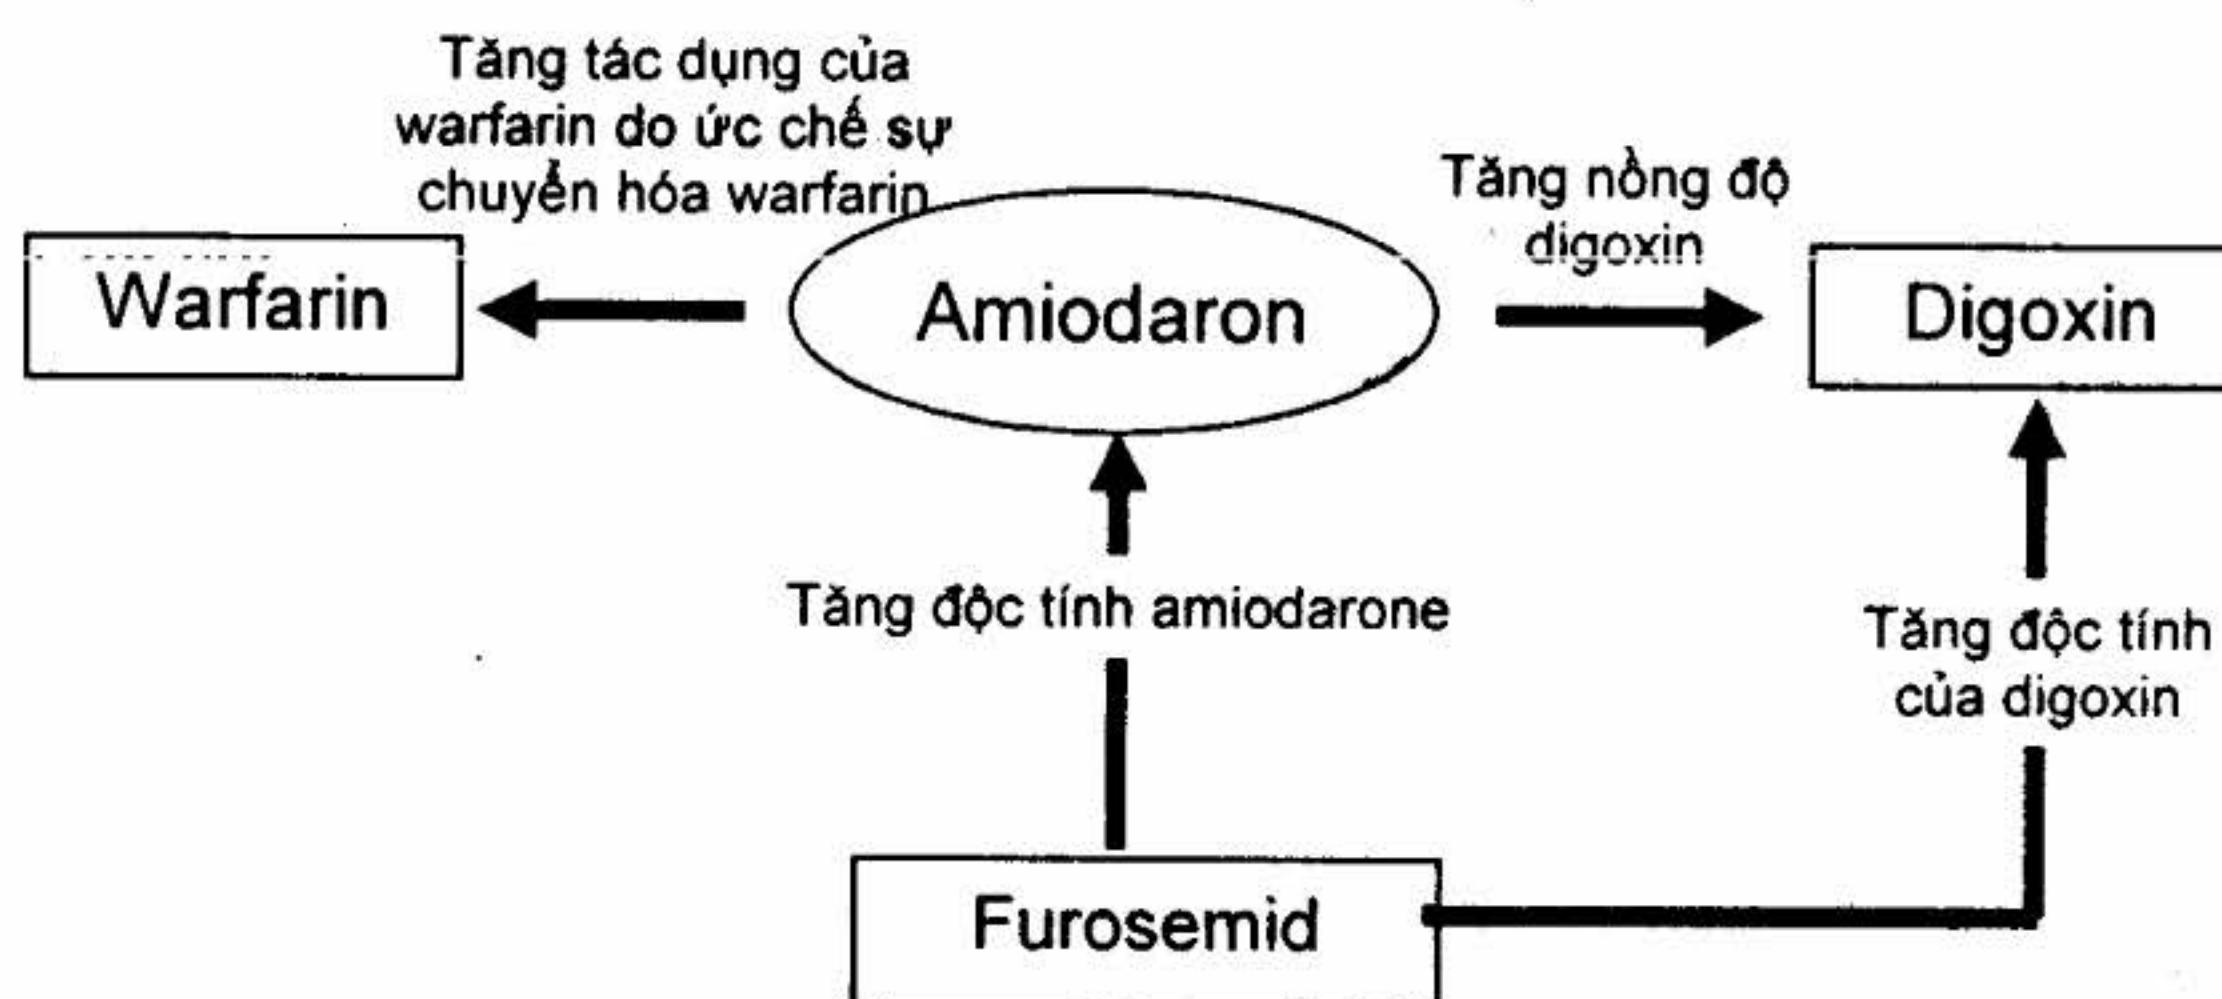 Tăng tác dụng của
warfarin do ức chế sự
chuyển hóa warfarin
Tăng nồng độ
digoxin
Warfarin
Amiodaron
Digoxin
Tăng độc tính amiodarone
Tăng độc tính
của digoxin
Furosemid